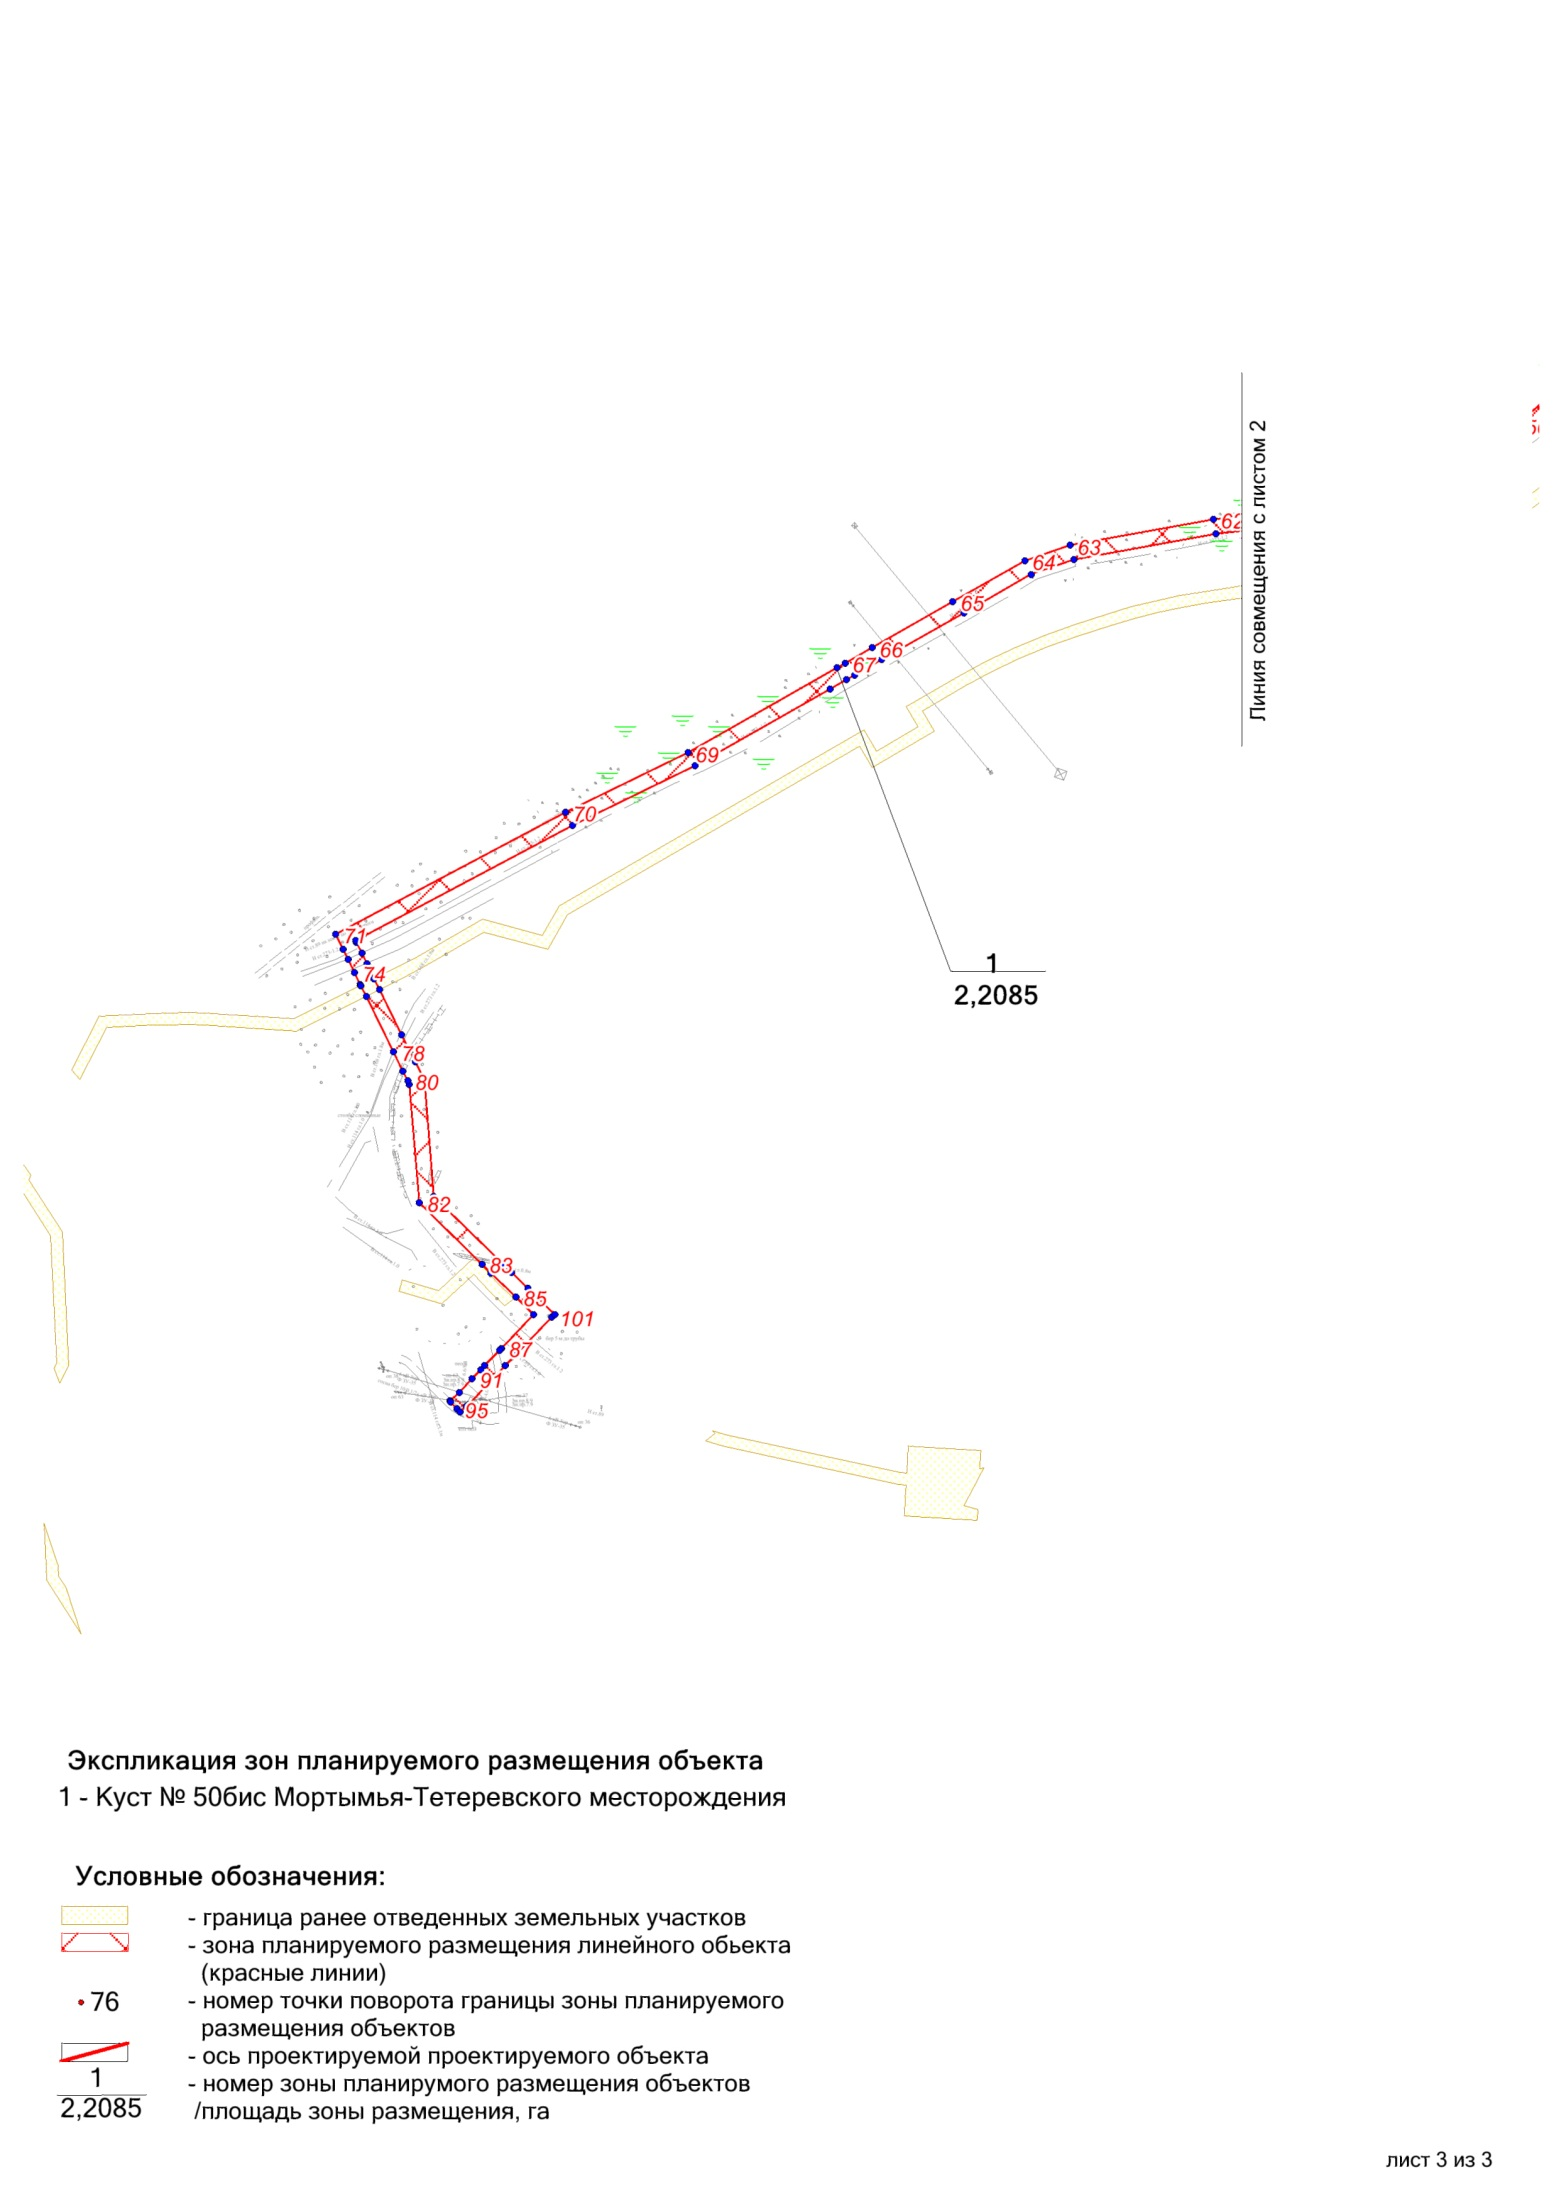 Линия совмещения с листом 2
62
63
64
65
66
67
69
70
71
74
78
80
82
83
85
101
87
91
95
1
2,2085
Экспликация зон планируемого размещения объекта
1 - Куст № 50бис Мортымья-Тетеревского месторождения
Условные обозначения:
- граница ранее отведенных земельных участков
- зона планируемого размещения линейного обьекта
(красные линии)
76
- номер точки поворота границы зоны планируемого
размещения объектов
- ось проектируемой проектируемого объекта
1
- номер зоны планирумого размещения объектов
2,2085
/площадь зоны размещения, га
лист 3 из 3